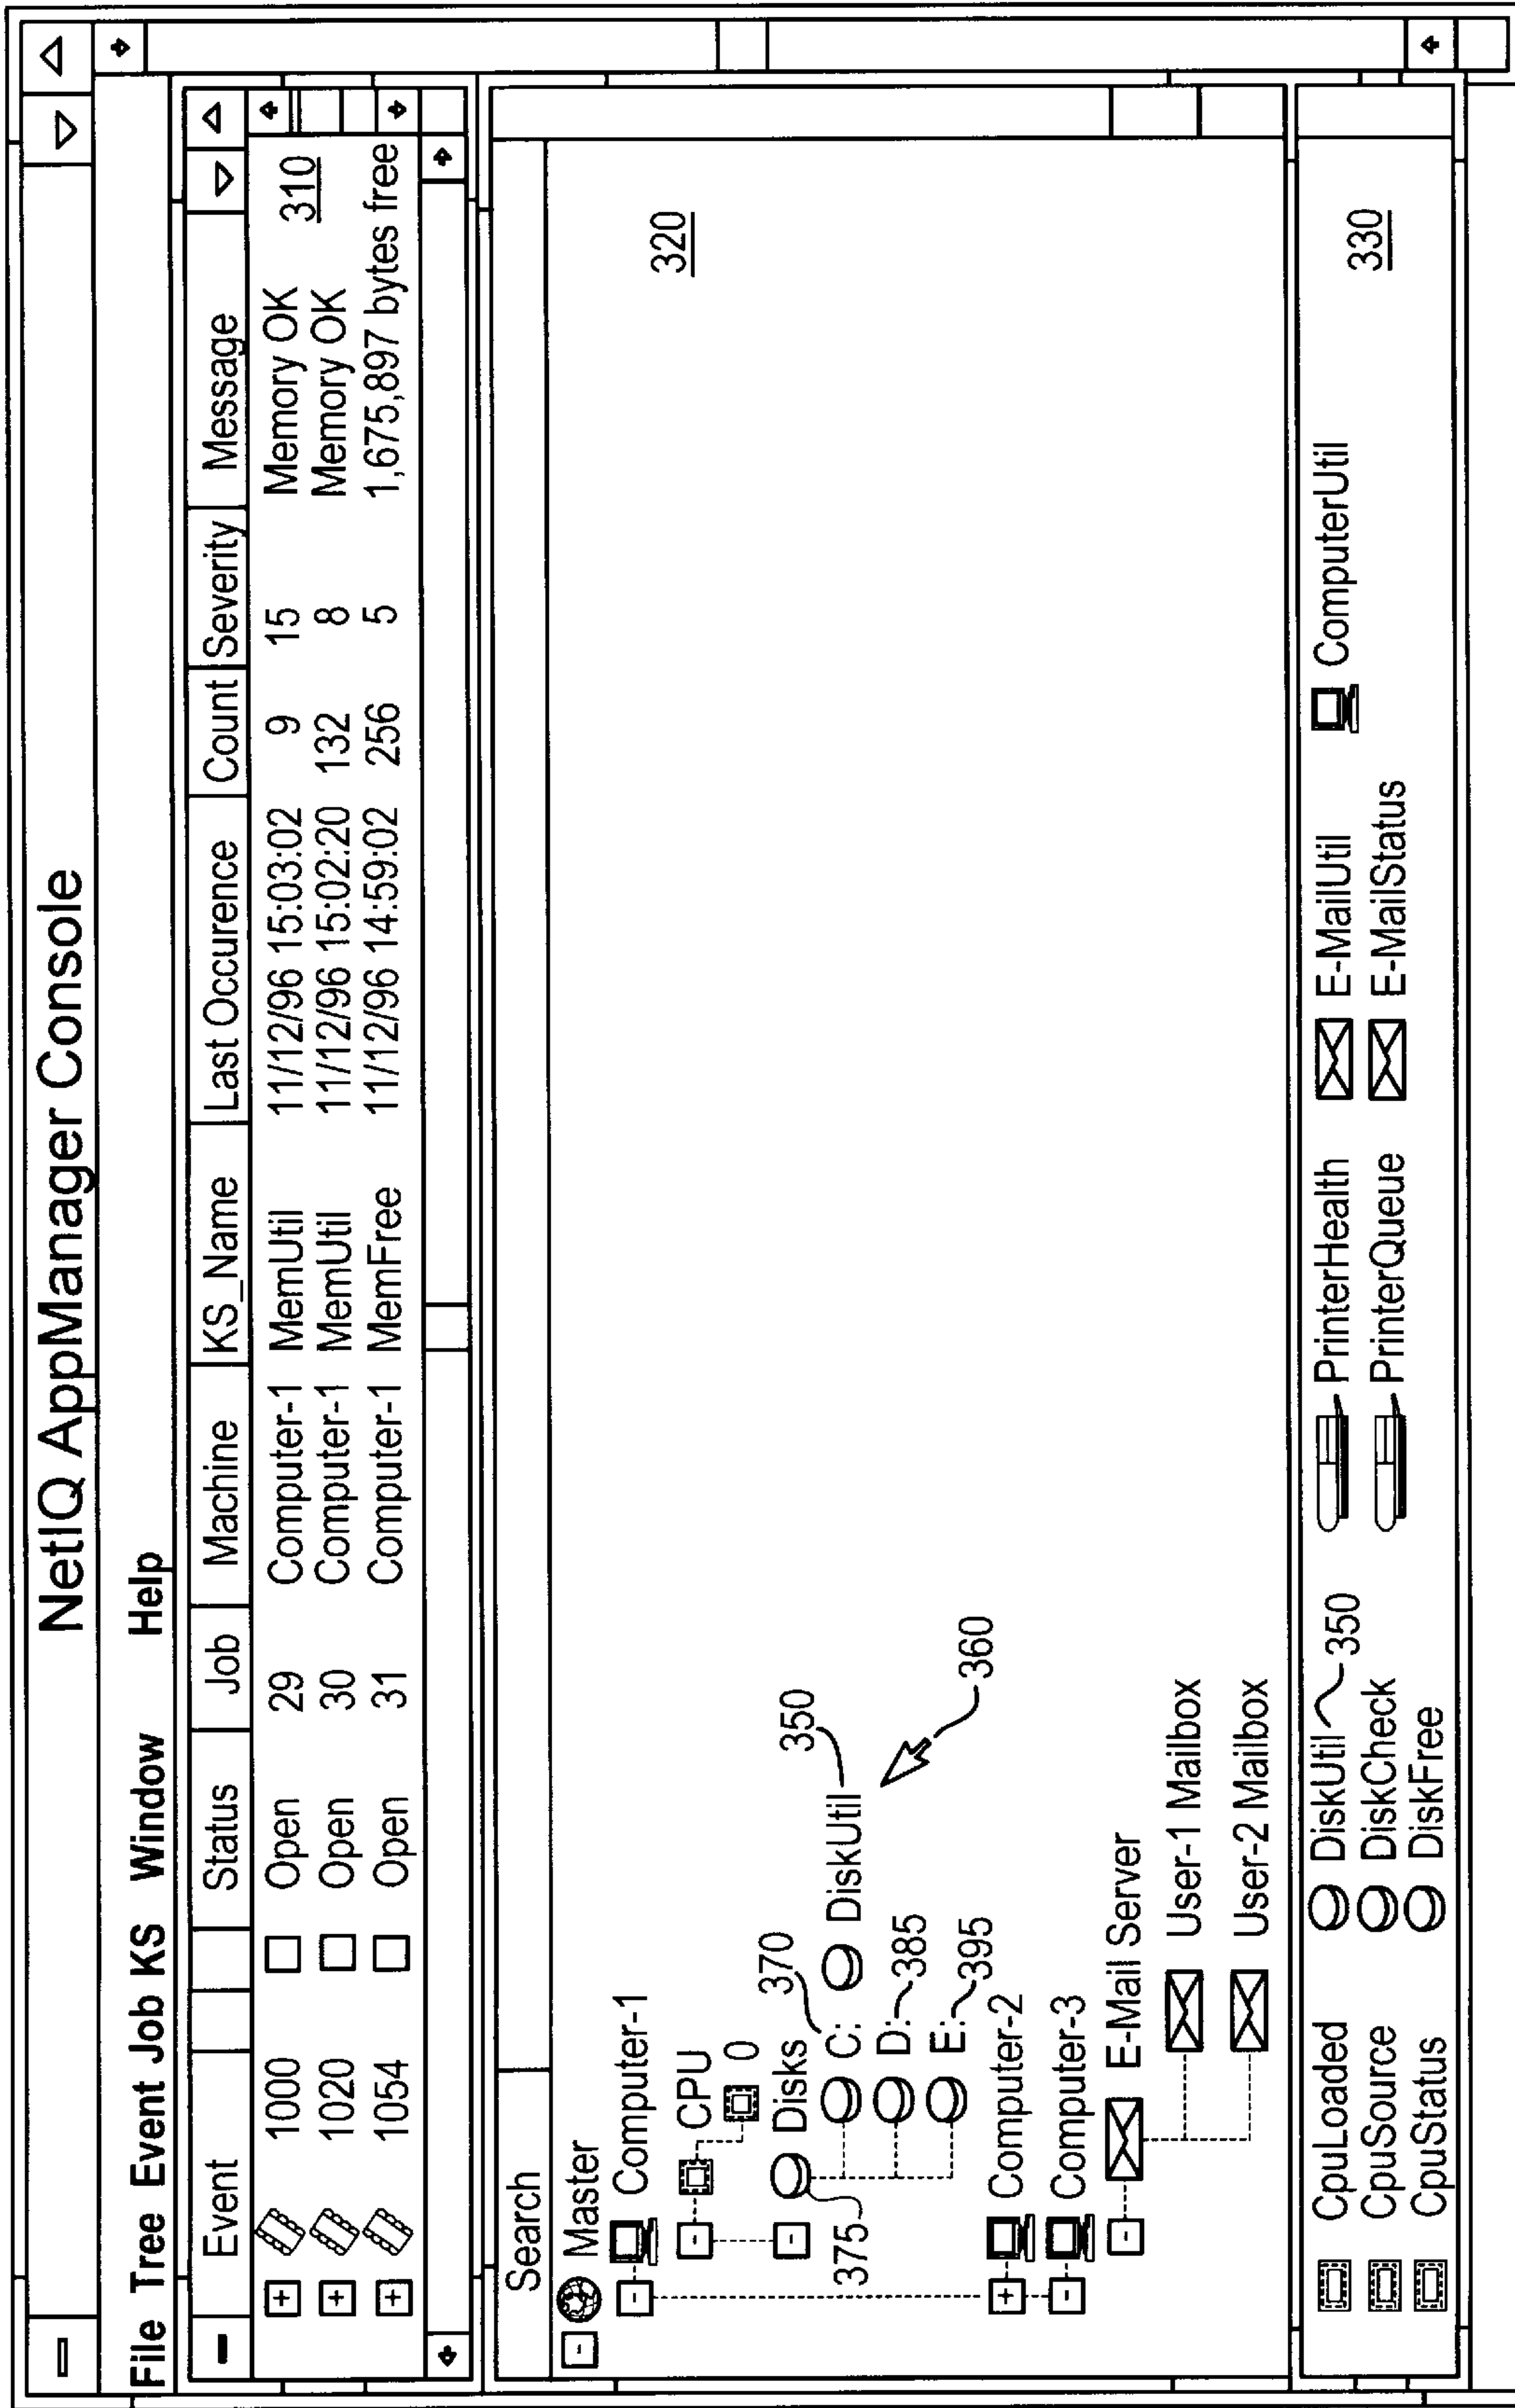 NetIQ AppManager Console
File Tree Event Job KS Window Help
Event Status Job Machine KS_Name Last Occurence Count Severity Message
1000 Open 29 Computer-1 MemUtil 11/12/96 15:03:02 9 15 Memory OK
310
1020 Open 30 Computer-1 MemUtil 11/12/96 15:02:20 132 8 Memory OK
1054 Open 31 Computer-1 MemFree 11/12/96 14:59:02 256 5 1,675,897 bytes free
Search
Master
Computer-1
320
CPU
0
Disks 370 350
375 C: DiskUtil
D: 385 360
E: 395
Computer-2
Computer-3
E-Mail Server
User-1 Mailbox
User-2 Mailbox
CpuLoaded DiskUtil 350 PrinterHealth E-MailUtil ComputerUtil
330
CpuSource DiskCheck PrinterQueue E-MailStatus
CpuStatus DiskFree